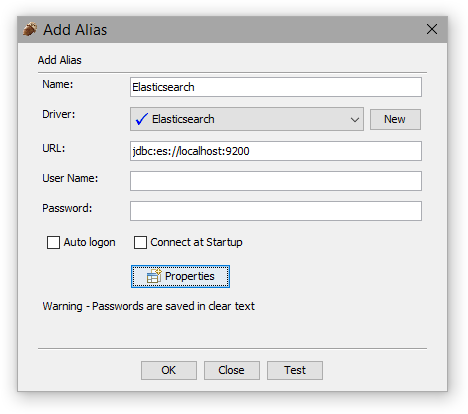 Add Alias
Add Alias
Name: Elasticsearch
Driver: Elasticsearch New
URL: jdbc:es://localhost:9200
User Name:
Password:
Auto logon Connect at Startup
Properties
Warning - Passwords are saved in clear text
OK Close Test